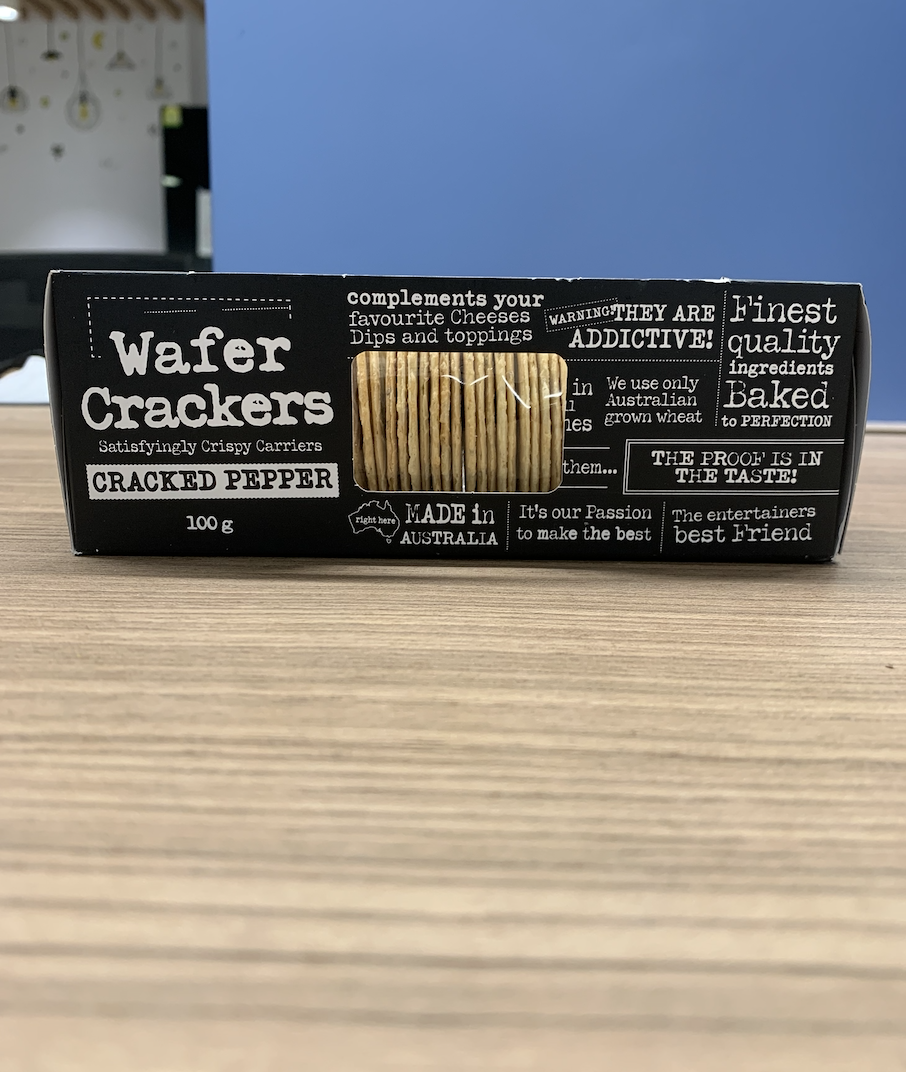 Wafer
Crackers
Satisfyingly Crispy Carriers
CRACKED PEPPER
100 g
complements your
favourite Cheeses
Dips and toppings
WARNING!
THEY ARE
ADDICTIVE!
in
We use only
Australian
grown wheat
them...
Finest
quality
ingredients
Baked
to PERFECTION
THE PROOF IS IN
THE TASTE!
right here
MADE in
AUSTRALIA
It's our Passion
to make the best
The entertainers
best Friend